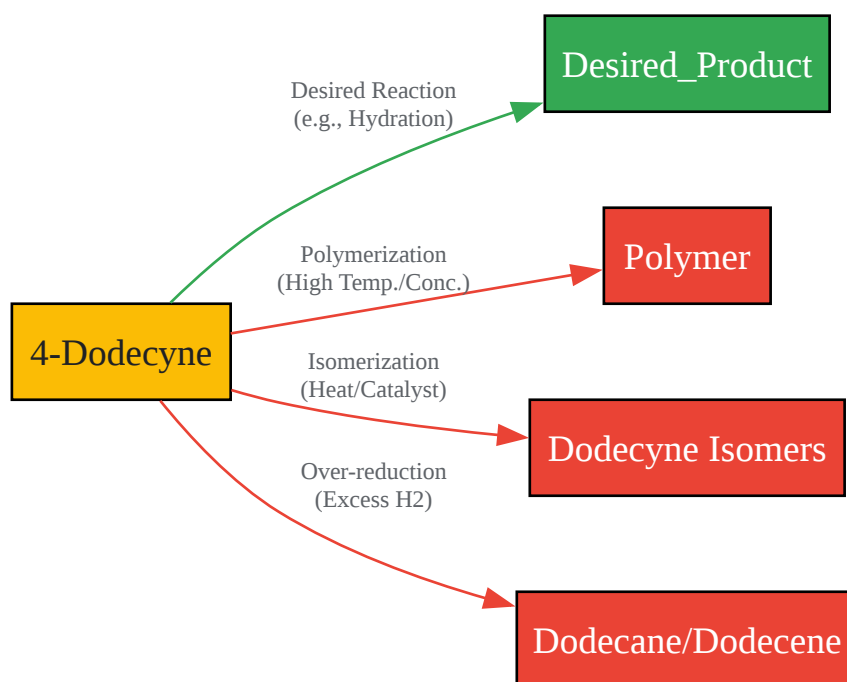 Desired_Product
Desired Reaction
(e.g., Hydration)
Polymerization
(High Temp./Conc.)
Polymer
4-Dodecyne
Isomerization
(Heat/Catalyst)
Dodecyne Isomers
Over-reduction
(Excess H2)
Dodecane/Dodecene